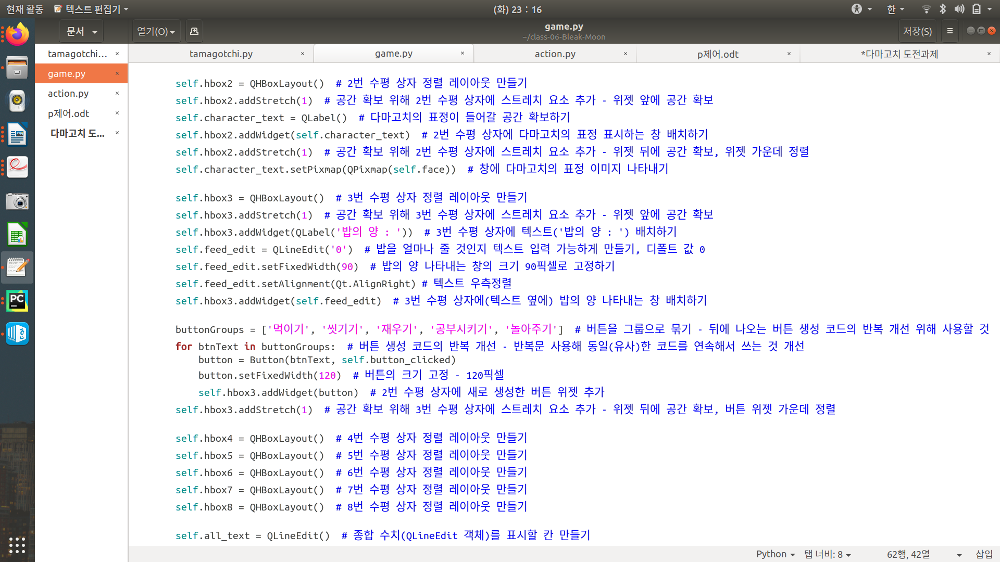 현재 활동 텍스트 편집기 (화) 23 : 16 한
문서 열기(O) game.py 저장(S)
~/class-06-Bleak-Moon
tamagotchi... × tamagotchi.py × game.py × action.py × p제어.odt × *다마고치 도전과제 ×
game.py ×
action.py ×
p제어.odt ×
다마고치 도... ×
self.hbox2 = QHBoxLayout()  # 2번 수평 상자 정렬 레이아웃 만들기
self.hbox2.addStretch(1)  # 공간 확보 위해 2번 수평 상자에 스트레치 요소 추가 - 위젯 앞에 공간 확보
self.character_text = QLabel()  # 다마고치의 표정이 들어갈 공간 확보하기
self.hbox2.addWidget(self.character_text)  # 2번 수평 상자에 다마고치의 표정 표시하는 창 배치하기
self.hbox2.addStretch(1)  # 공간 확보 위해 2번 수평 상자에 스트레치 요소 추가 - 위젯 뒤에 공간 확보, 위젯 가운데 정렬
self.character_text.setPixmap(QPixmap(self.face))  # 창에 다마고치의 표정 이미지 나타내기
self.hbox3 = QHBoxLayout()  # 3번 수평 상자 정렬 레이아웃 만들기
self.hbox3.addStretch(1)  # 공간 확보 위해 3번 수평 상자에 스트레치 요소 추가 - 위젯 앞에 공간 확보
self.hbox3.addWidget(QLabel('밥의 양 : '))  # 3번 수평 상자에 텍스트('밥의 양 : ') 배치하기
self.feed_edit = QLineEdit('0')  # 밥을 얼마나 줄 것인지 텍스트 입력 가능하게 만들기, 디폴트 값 0
self.feed_edit.setFixedWidth(90)  # 밥의 양 나타내는 창의 크기 90픽셀로 고정하기
self.feed_edit.setAlignment(Qt.AlignRight) # 텍스트 우측정렬
self.hbox3.addWidget(self.feed_edit)  # 3번 수평 상자에(텍스트 옆에) 밥의 양 나타내는 창 배치하기
buttonGroups = ['먹이기', '씻기기', '재우기', '공부시키기', '놀아주기']  # 버튼을 그룹으로 묶기 - 뒤에 나오는 버튼 생성 코드의 반복 개선 위해 사용할 것
for btnText in buttonGroups:  # 버튼 생성 코드의 반복 개선 - 반복문 사용해 동일(유사)한 코드를 연속해서 쓰는 것 개선
    button = Button(btnText, self.button_clicked)
    button.setFixedWidth(120)  # 버튼의 크기 고정 - 120픽셀
    self.hbox3.addWidget(button)  # 2번 수평 상자에 새로 생성한 버튼 위젯 추가
self.hbox3.addStretch(1)  # 공간 확보 위해 3번 수평 상자에 스트레치 요소 추가 - 위젯 뒤에 공간 확보, 버튼 위젯 가운데 정렬
self.hbox4 = QHBoxLayout()  # 4번 수평 상자 정렬 레이아웃 만들기
self.hbox5 = QHBoxLayout()  # 5번 수평 상자 정렬 레이아웃 만들기
self.hbox6 = QHBoxLayout()  # 6번 수평 상자 정렬 레이아웃 만들기
self.hbox7 = QHBoxLayout()  # 7번 수평 상자 정렬 레이아웃 만들기
self.hbox8 = QHBoxLayout()  # 8번 수평 상자 정렬 레이아웃 만들기
self.all_text = QLineEdit()  # 종합 수치(QLineEdit 객체)를 표시할 칸 만들기
Python 탭 너비: 8 62행, 42열 삽입
PC